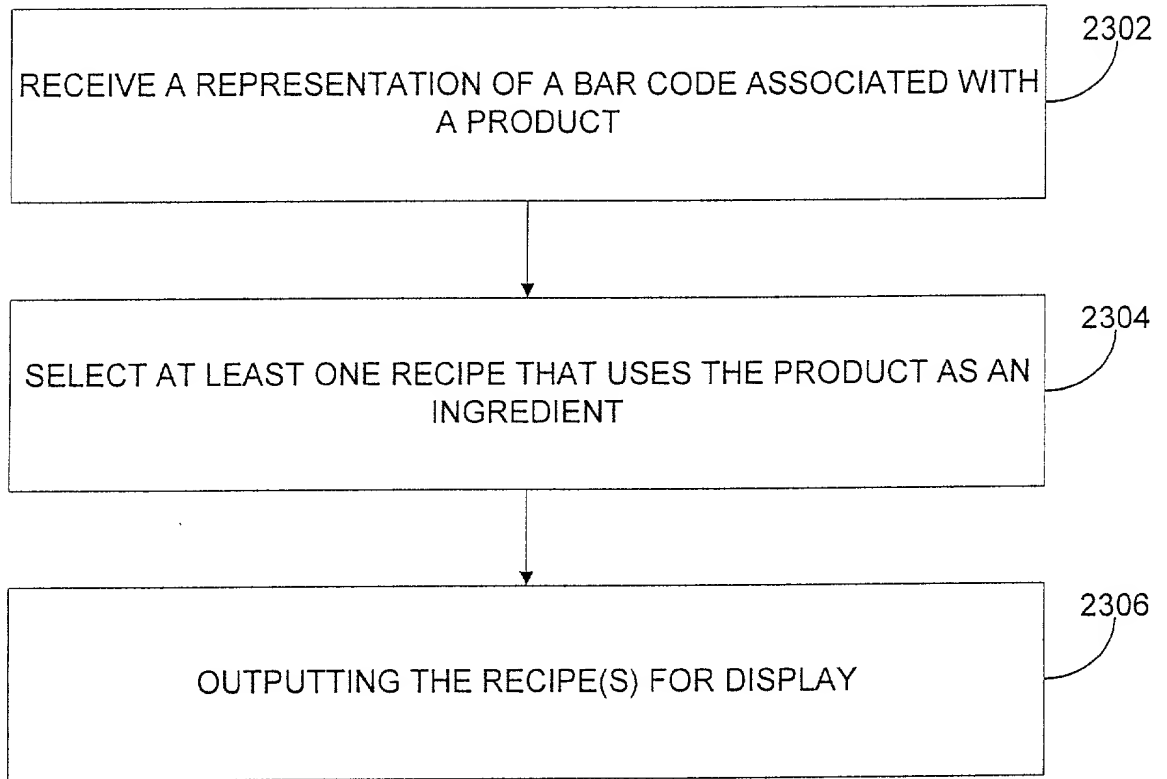 2302
RECEIVE A REPRESENTATION OF A BAR CODE ASSOCIATED WITH
A PRODUCT
2304
SELECT AT LEAST ONE RECIPE THAT USES THE PRODUCT AS AN
INGREDIENT
2306
OUTPUTTING THE RECIPE(S) FOR DISPLAY